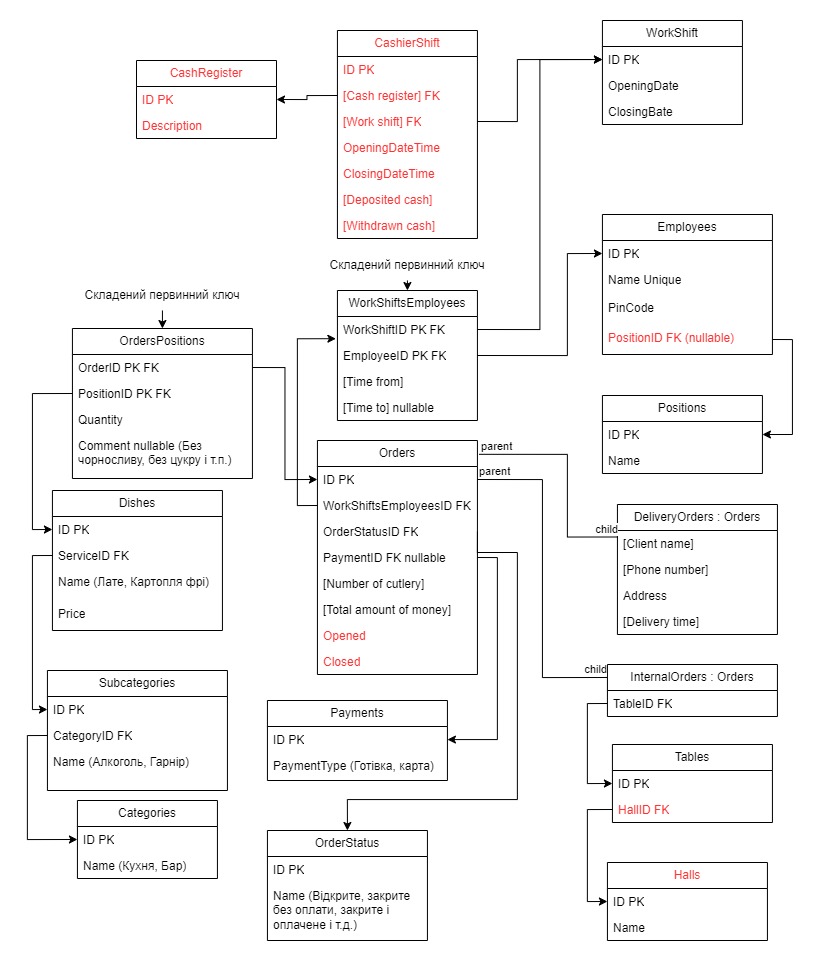 CashRegister
ID PK
Description
CashierShift
ID PK
[Cash register] FK
[Work shift] FK
OpeningDateTime
ClosingDateTime
[Deposited cash]
[Withdrawn cash]
WorkShift
ID PK
OpeningDate
ClosingBate
Employees
ID PK
Name Unique
PinCode
PositionID FK (nullable)
Складений первинний ключ
WorkShiftsEmployees
WorkShiftID PK FK
EmployeeID PK FK
[Time from]
[Time to] nullable
Складений первинний ключ
OrdersPositions
OrderID PK FK
PositionID PK FK
Quantity
Comment nullable (Без
чорносливу, без цукру і т.п.)
Positions
ID PK
Name
Orders
ID PK
WorkShiftsEmployeesID FK
OrderStatusID FK
PaymentID FK nullable
[Number of cutlery]
[Total amount of money]
Opened
Closed
parent
parent
child
child
DeliveryOrders : Orders
[Client name]
[Phone number]
Address
[Delivery time]
Dishes
ID PK
ServiceID FK
Name (Лате, Картопля фрі)
Price
InternalOrders : Orders
TableID FK
Subcategories
ID PK
CategoryID FK
Name (Алкоголь, Гарнір)
Payments
ID PK
PaymentType (Готівка, карта)
Tables
ID PK
HallID FK
Categories
ID PK
Name (Кухня, Бар)
OrderStatus
ID PK
Name (Відкрите, закрите
без оплати, закрите і
оплачене і т.д.)
Halls
ID PK
Name